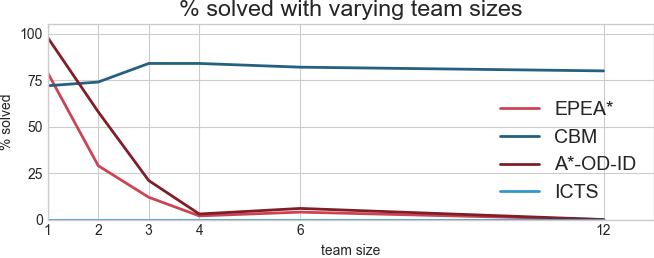 % solved with varying team sizes
100
75
50
25
0
% solved
EPEA*
CBM
A*-OD-ID
ICTS
1 2 3 4 6 12
team size